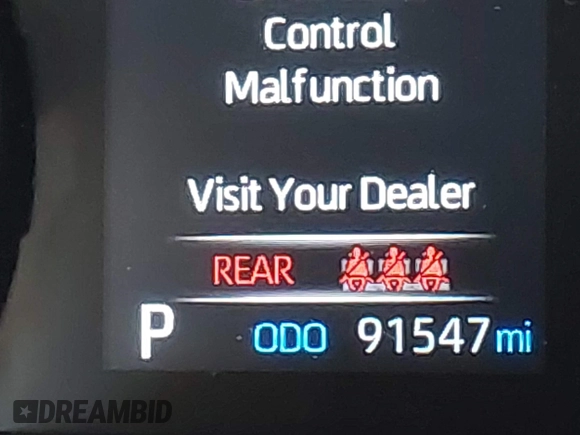 Control
Malfunction
Visit Your Dealer
REAR
P ODO 91547 mi
DREAMBID